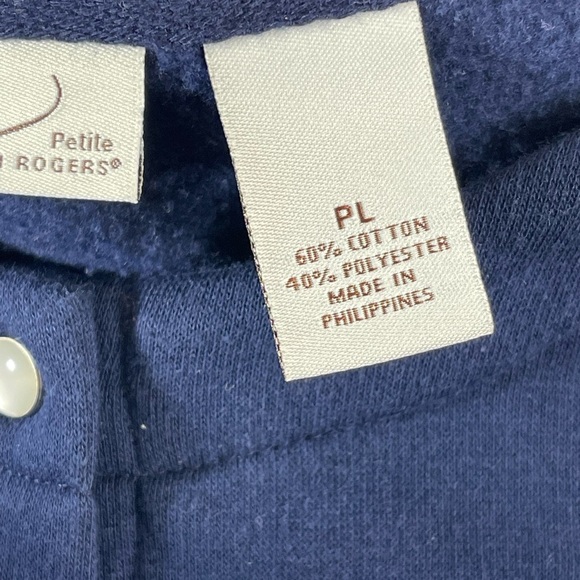 Petite
ROGERS®
PL
60% COTTON
40% POLYESTER
MADE IN
PHILIPPINES